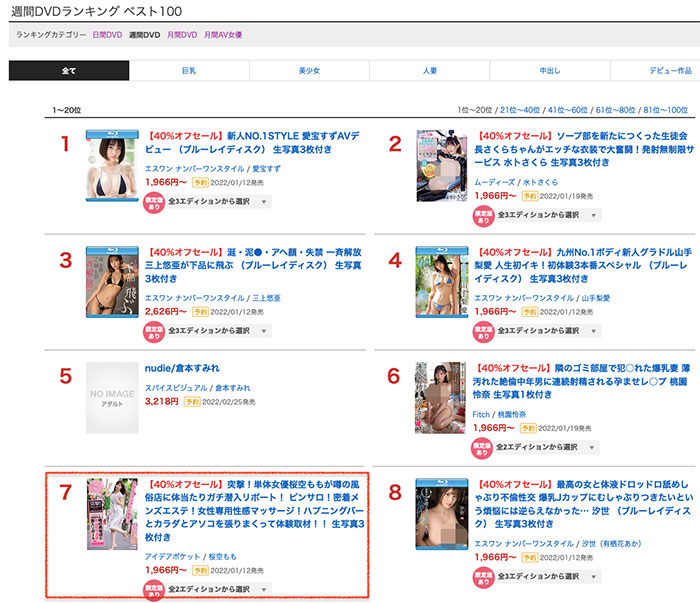 週間DVDランキング ベスト100
ランキングカテゴリー 日間DVD 週間DVD 月間DVD 月間AV女優
全て 巨乳 美少女 人妻 中出し デビュー作品
1〜20位
1位〜20位 / 21位〜40位 / 41位〜60位 / 61位〜80位 / 81位〜100位
1
【40%オフセール】新人NO.1STYLE 愛宝すずAVデ
ビュー (ブルーレイディスク) 生写真3枚付き
エスワン ナンバーワンスタイル / 愛宝すず
1,966円〜 予約 2022/01/12発売
限定版
あり
全3エディションから選択
2
【40%オフセール】ソープ部を新たにつくった生徒会
長さくらちゃんがエッチな衣装で大奮闘!発射無制限サ
ービス 水卜さくら 生写真3枚付き
ムーディーズ / 水卜さくら
1,966円〜 予約 2022/01/19発売
限定版
あり
全3エディションから選択
3
【40%オフセール】涎・泥●・アヘ顔・失禁 一斉解放
三上悠亜が下品に飛ぶ (ブルーレイディスク) 生写真
3枚付き
エスワン ナンバーワンスタイル / 三上悠亜
2,626円〜 予約 2022/01/12発売
限定版
あり
全3エディションから選択
4
【40%オフセール】九州No.1ボディ新人グラドル山手
梨愛 人生初イキ!初体験3本番スペシャル (ブルーレイ
ディスク) 生写真3枚付き
エスワン ナンバーワンスタイル / 山手梨愛
1,966円〜 予約 2022/01/12発売
限定版
あり
全3エディションから選択
5
NO IMAGE
アダルト
nudie/倉本すみれ
スパイスビジュアル / 倉本すみれ
3,218円 予約 2022/02/25発売
6
【40%オフセール】隣のゴミ部屋で犯○れた爆乳妻 薄
汚れた絶倫中年男に連続射精される孕ませレ○プ 桃園
怜奈 生写真1枚付き
Fitch / 桃園怜奈
1,966円〜 予約 2022/01/19発売
限定版
あり
全2エディションから選択
7
【40%オフセール】突撃!単体女優桜空ももが噂の風
俗店に体当たりガチ潜入リポート! ピンサロ!密着メ
ンズエステ!女性専用性感マッサージ!ハプニングバー
とカラダとアソコを張りまくって体験取材!! 生写真3
枚付き
アイデアポケット / 桜空もも
1,966円〜 予約 2022/01/12発売
限定版
あり
全2エディションから選択
8
【40%オフセール】最高の女と体液ドロッドロ舐めし
ゃぶり不倫性交 爆乳Jカップにむしゃぶりつきたいとい
う煩悩には逆らえなかった… 汐世 (ブルーレイディス
ク) 生写真3枚付き
エスワン ナンバーワンスタイル / 汐世(有栖花あか)
1,966円〜 予約 2022/01/12発売
限定版
あり
全3エディションから選択